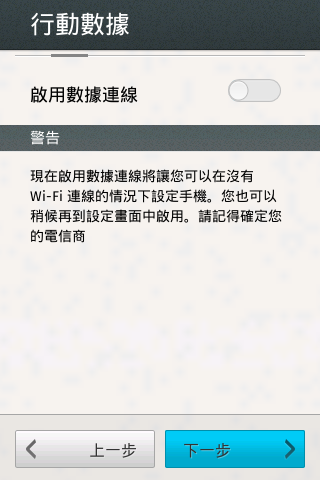 行動數據
啟用數據連線
警告
現在啟用數據連線將讓您可以在沒有
Wi-Fi 連線的情況下設定手機。您也可以
稍候再到設定畫面中啟用。請記得確定您
的電信商
上一步
下一步